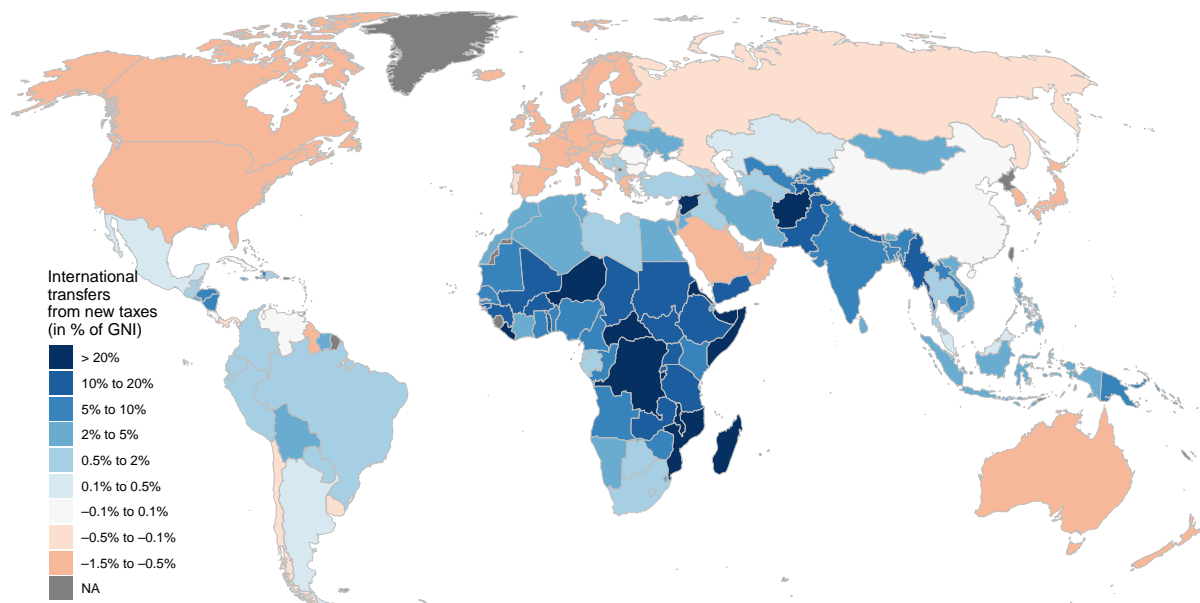 International
transfers
from new taxes
(in % of GNI)
> 20%
10% to 20%
5% to 10%
2% to 5%
0.5% to 2%
0.1% to 0.5%
–0.1% to 0.1%
–0.5% to –0.1%
–1.5% to –0.5%
NA